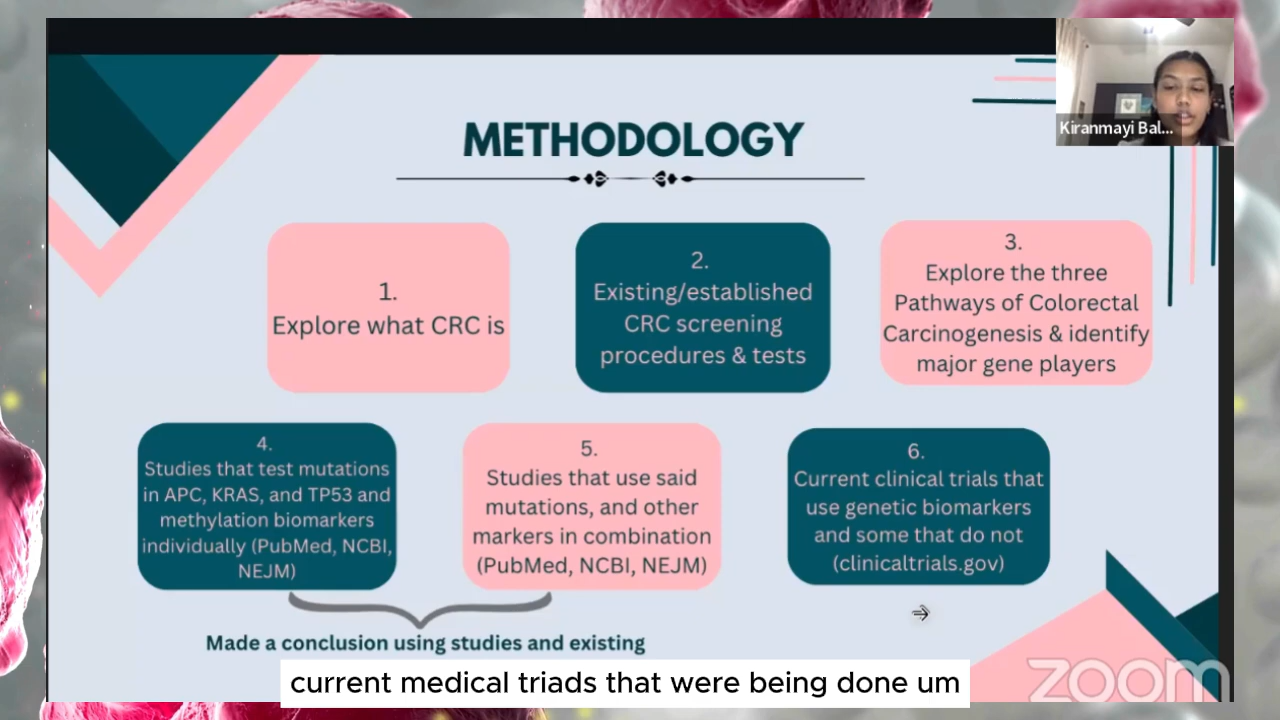 METHODOLOGY
Kiranmayi Bal...
1.
Explore what CRC is
2.
Existing/established
CRC screening
procedures & tests
3.
Explore the three
Pathways of Colorectal
Carcinogenesis & identify
major gene players
4.
Studies that test mutations
in APC, KRAS, and TP53 and
methylation biomarkers
individually (PubMed, NCBI,
NEJM)
5.
Studies that use said
mutations, and other
markers in combination
(PubMed, NCBI, NEJM)
6.
Current clinical trials that
use genetic biomarkers
and some that do not
(clinicaltrials.gov)
Made a conclusion using studies and existing
current medical triads that were being done um
zoom